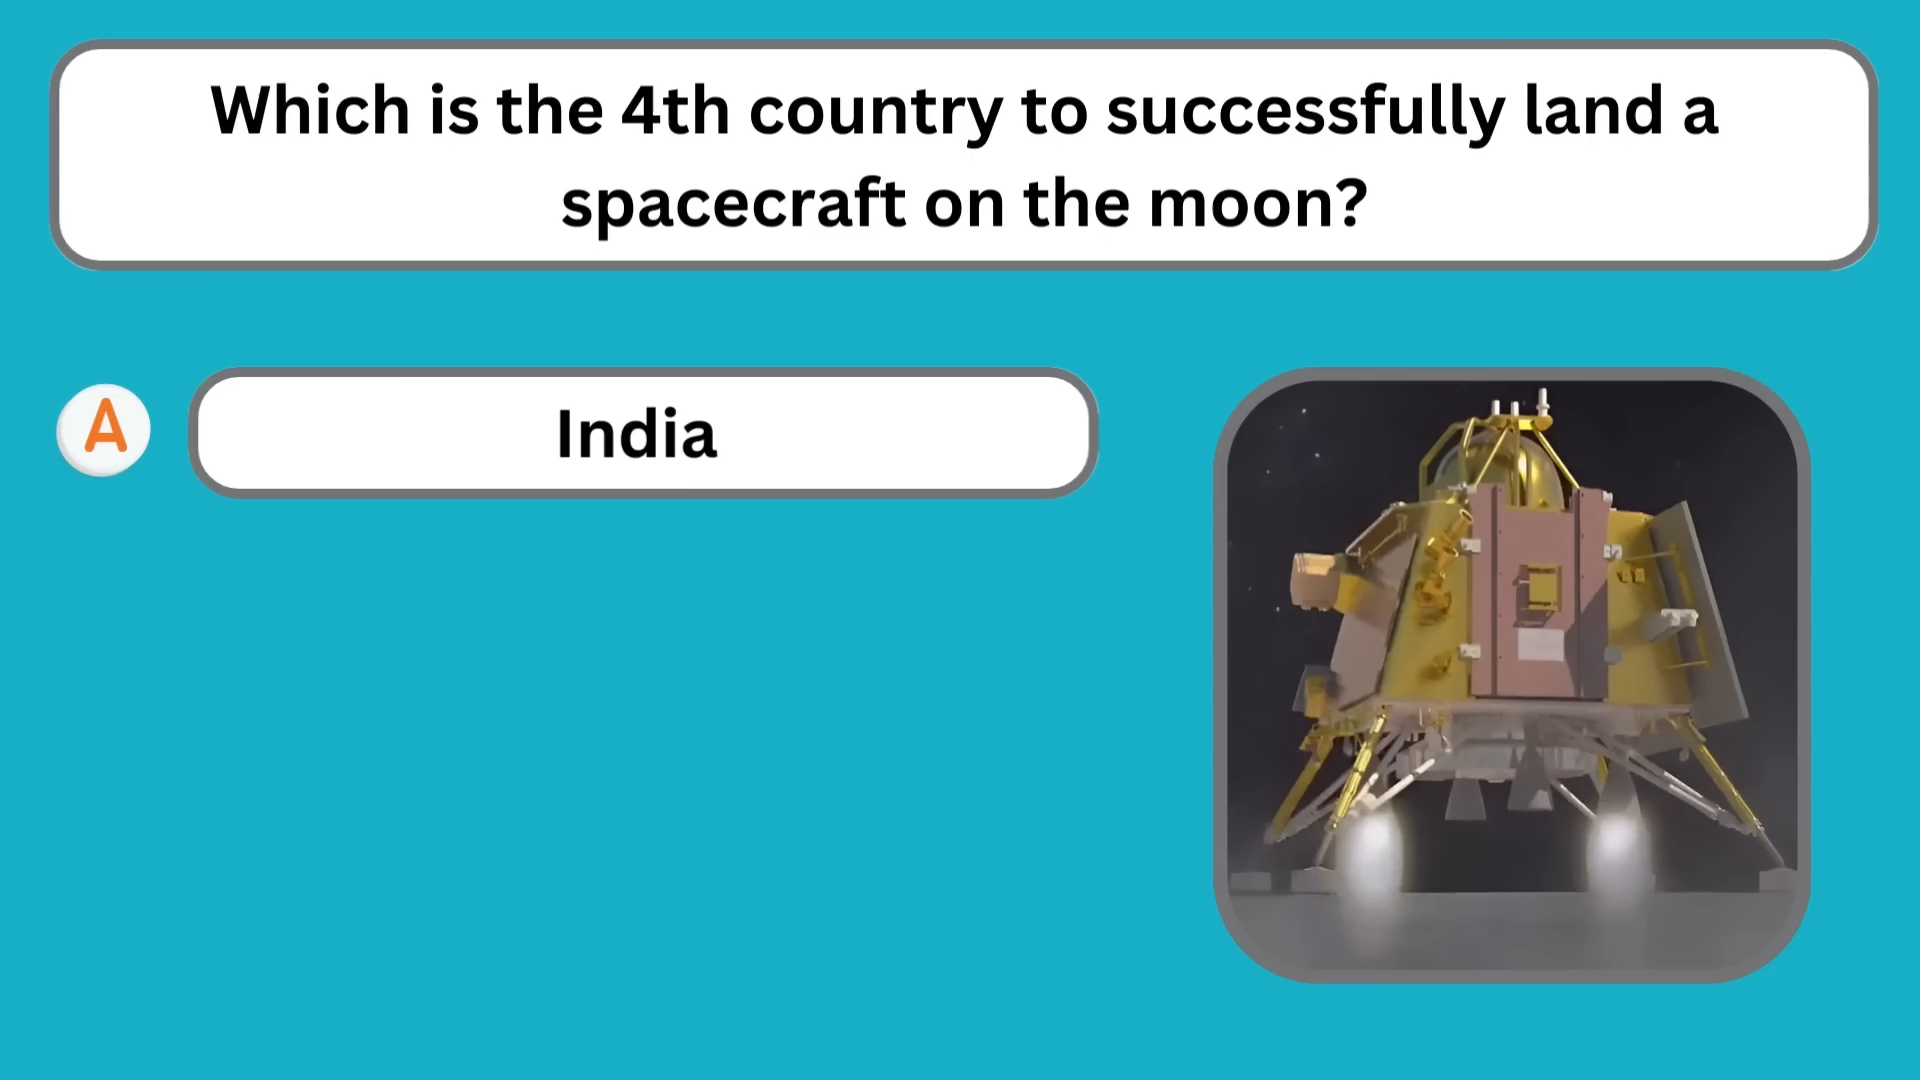 Which is the 4th country to successfully land a
spacecraft on the moon?
A
India